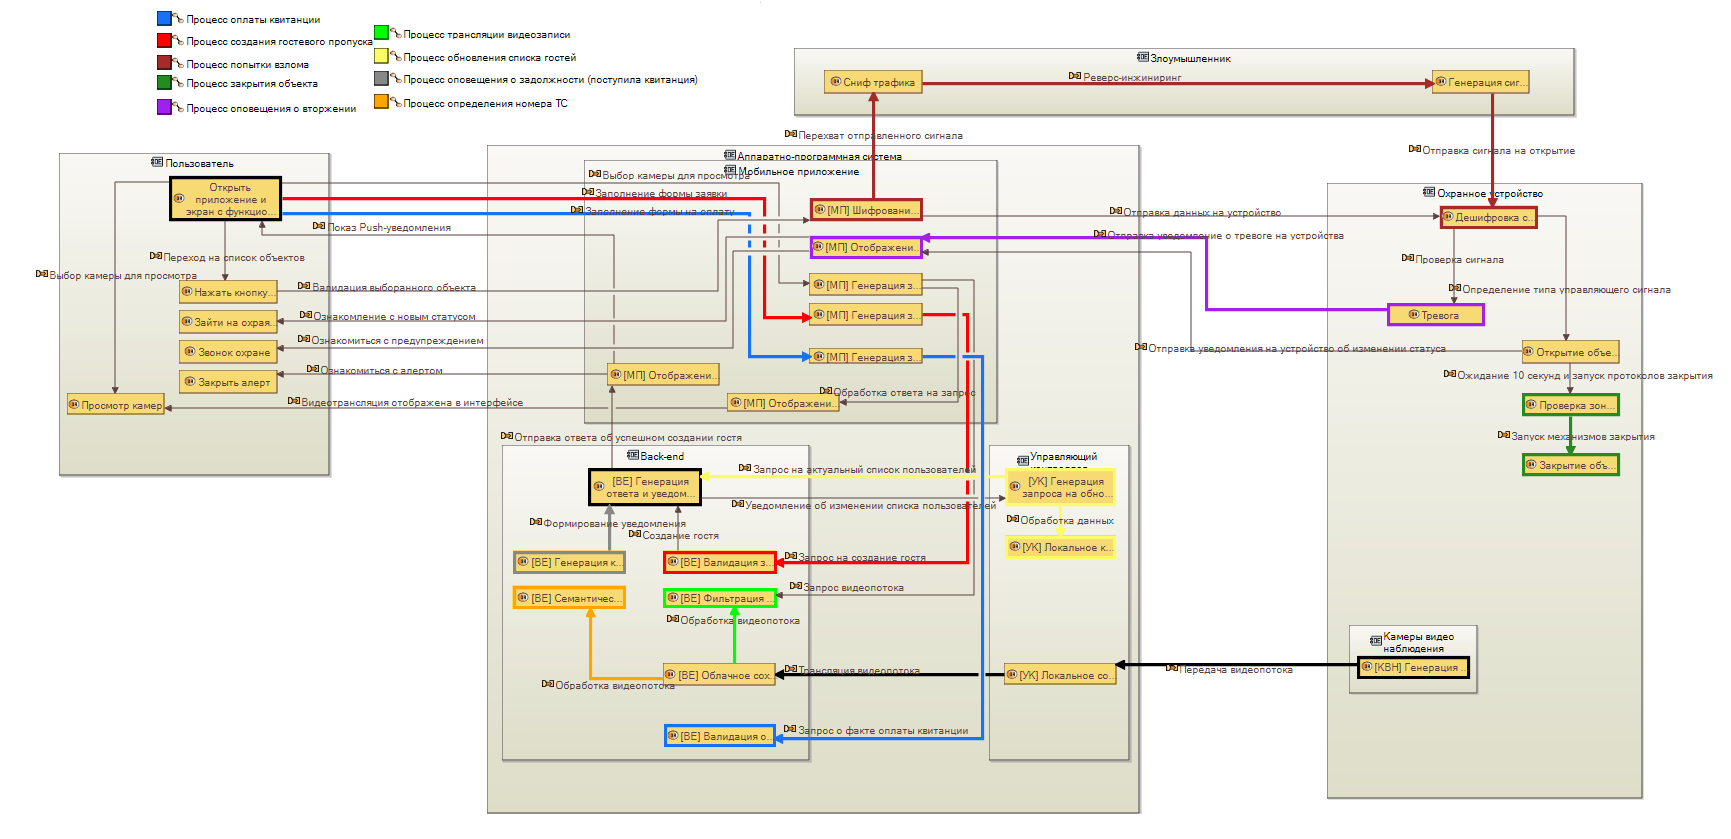 Процесс оплаты квитанции
Процесс создания гостевого пропуска
Процесс попытки взлома
Процесс закрытия объекта
Процесс оповещения о вторжении
Процесс трансляции видеозаписи
Процесс обновления списка гостей
Процесс оповещения о задолжности (поступила квитанция)
Процесс определения номера ТС
Злоумышленник
Сниф трафика
Реверс-инжиниринг
Генерация сиг...
Перехват отправленного сигнала
Отправка сигнала на открытие
Пользователь
Открыть
приложение и
экран с функцио...
Переход на список объектов
Выбор камеры для просмотра
Нажать кнопку...
Зайти на охрая...
Звонок охране
Закрыть алерт
Просмотр камер
Показ Push-уведомления
Валидация выборанного объекта
Ознакомление с новым статусом
Ознакомиться с предупреждением
Ознакомиться с алертом
Видеотрансляция отображена в интерфейсе
Аппаратно-программная система
Мобильное приложение
Выбор камеры для просмотра
Заполнение формы заявки
Заполнение формы на оплату
[МП] Шифровани...
[МП] Отображени...
[МП] Генерация з...
[МП] Генерация з...
[МП] Генерация з...
[МП] Отображени...
[МП] Отображени...
Обработка ответа на запрос
Отправка данных на устройство
Отправка уведомление о тревоге на устройства
Отправка уведомления на устройство об изменении статуса
Охранное устройство
Дешифровка с...
Проверка сигнала
Определение типа управляющего сигнала
Тревога
Открытие объе...
Ожидание 10 секунд и запуск протоколов закрытия
Проверка зон...
Запуск механизмов закрытия
Закрытие объ...
Отправка ответа об успешном создании гостя
Back-end
[BE] Генерация
ответа и уведом...
Запрос на актуальный список пользователей
Уведомление об изменении списка пользователей
Формирование уведомления
Создание гостя
[BE] Генерация к...
[BE] Валидация з...
Запрос на создание гостя
[BE] Семантичес...
[BE] Фильтрация ...
Запрос видеопотока
Обработка видеопотока
[BE] Облачное сох...
Обработка видеопотока
Трансляция видеопотока
[BE] Валидация о...
Запрос о факте оплаты квитанции
Управляющий
[УК] Генерация
запроса на обно...
Обработка данных
[УК] Локальное к...
[УК] Локальное со...
Передача видеопотока
Камеры видео
наблюдения
[КВН] Генерация ...